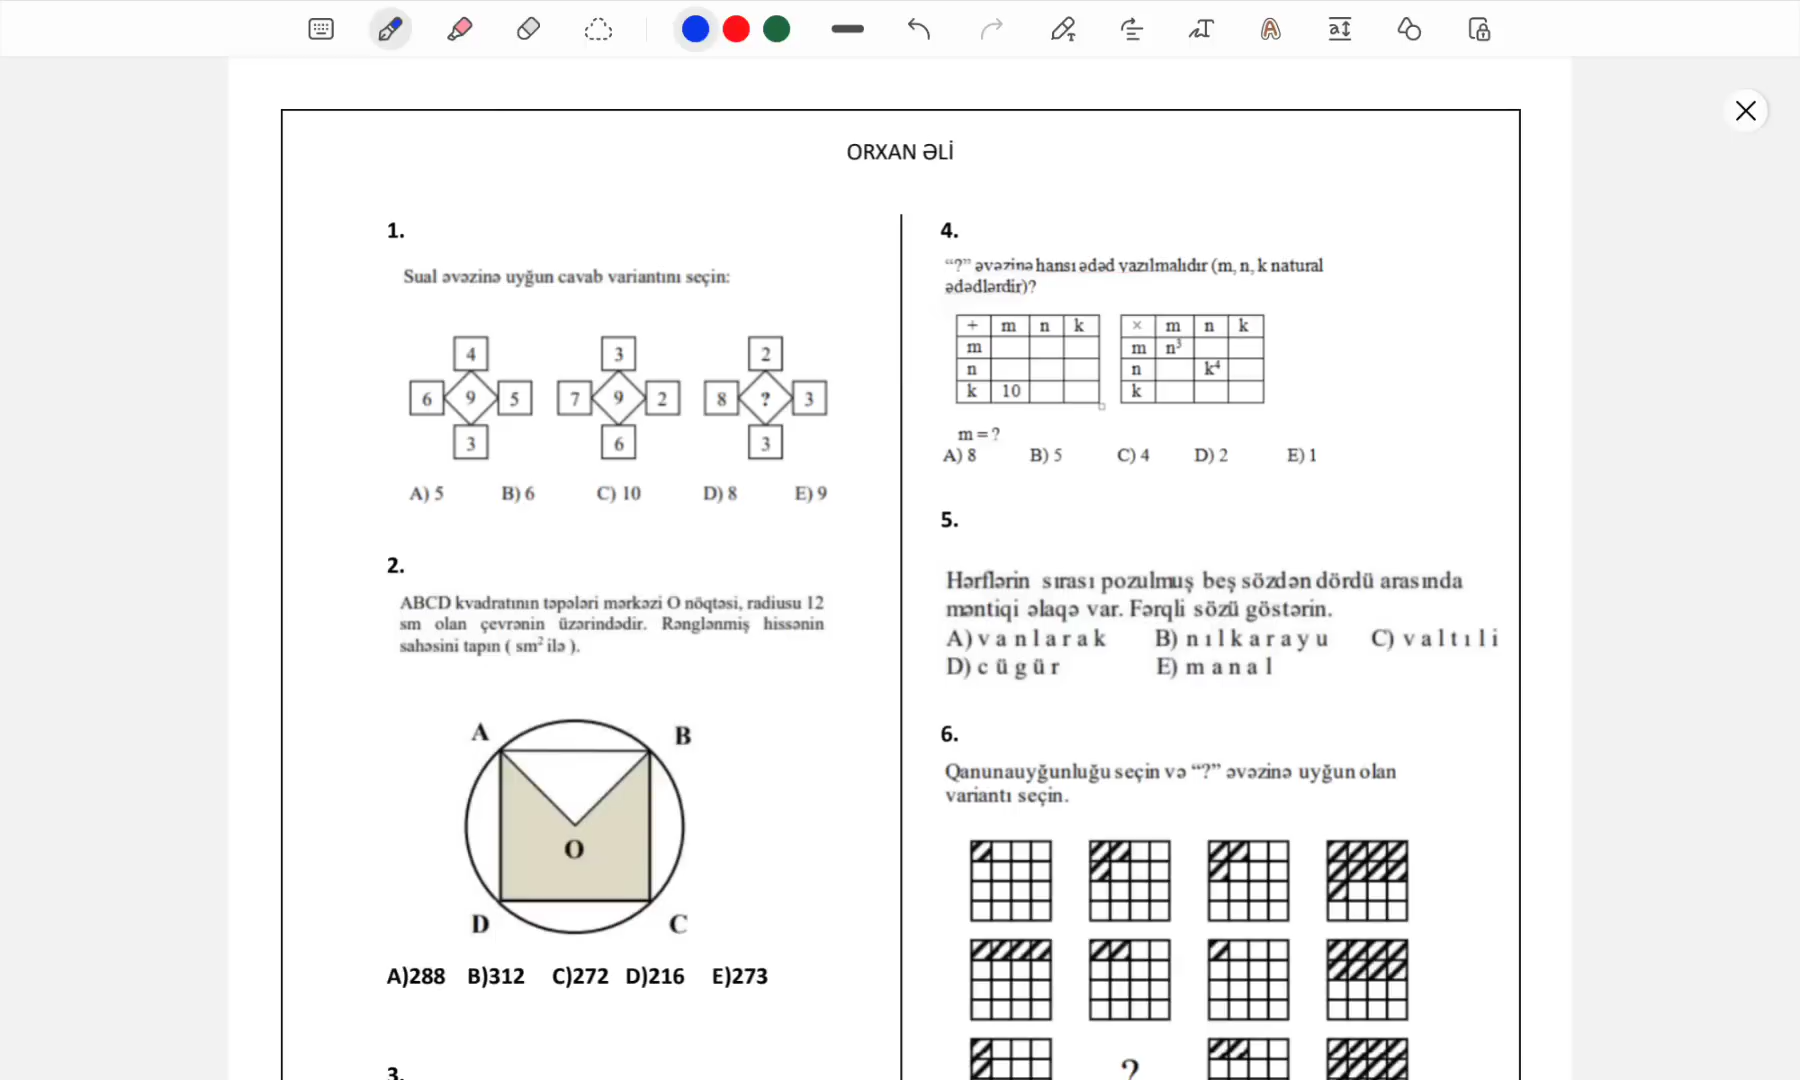 ORXAN ƏLİ
1.
Sual əvəzinə uyğun cavab variantını seçin:
4 3 2
6 9 5 7 9 2 8 ? 3
3 6 3
A) 5 B) 6 C) 10 D) 8 E) 9
2.
ABCD kvadratının təpələri mərkəzi O nöqtəsi, radiusu 12
sm olan çevrənin üzərindədir. Rənglənmiş hissənin
sahəsini tapın ( sm² ilə ).
A B
O
D C
A)288 B)312 C)272 D)216 E)273
3.
4.
“?” əvəzinə hansı ədəd yazılmalıdır (m, n, k natural
ədədlərdir)?
+ m n k × m n k
m m n³
n n k⁴
k 10 k
m = ?
A) 8 B) 5 C) 4 D) 2 E) 1
5.
Hərflərin sırası pozulmuş beş sözdən dördü arasında
məntiqi əlaqə var. Fərqli sözü göstərin.
A) v a n l a r a k B) n ı l k a r a y u C) v a l t ı l i
D) c ü g ü r E) m a n a l
6.
Qanunauyğunluğu seçin və “?” əvəzinə uyğun olan
variantı seçin.
?